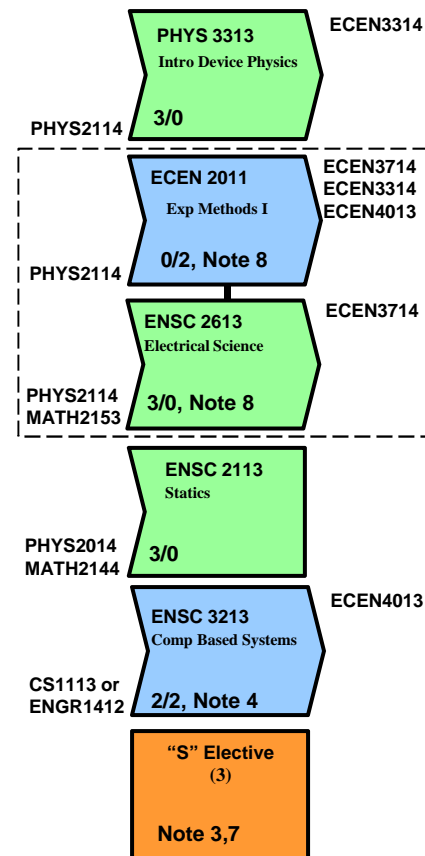 PHYS 3313
Intro Device Physics
3/0
PHYS2114
ECEN3314
ECEN 2011
Exp Methods I
0/2, Note 8
PHYS2114
ECEN3714
ECEN3314
ECEN4013
ENSC 2613
Electrical Science
3/0, Note 8
PHYS2114
MATH2153
ECEN3714
ENSC 2113
Statics
3/0
PHYS2014
MATH2144
ENSC 3213
Comp Based Systems
2/2, Note 4
CS1113 or
ENGR1412
ECEN4013
“S” Elective
(3)
Note 3,7